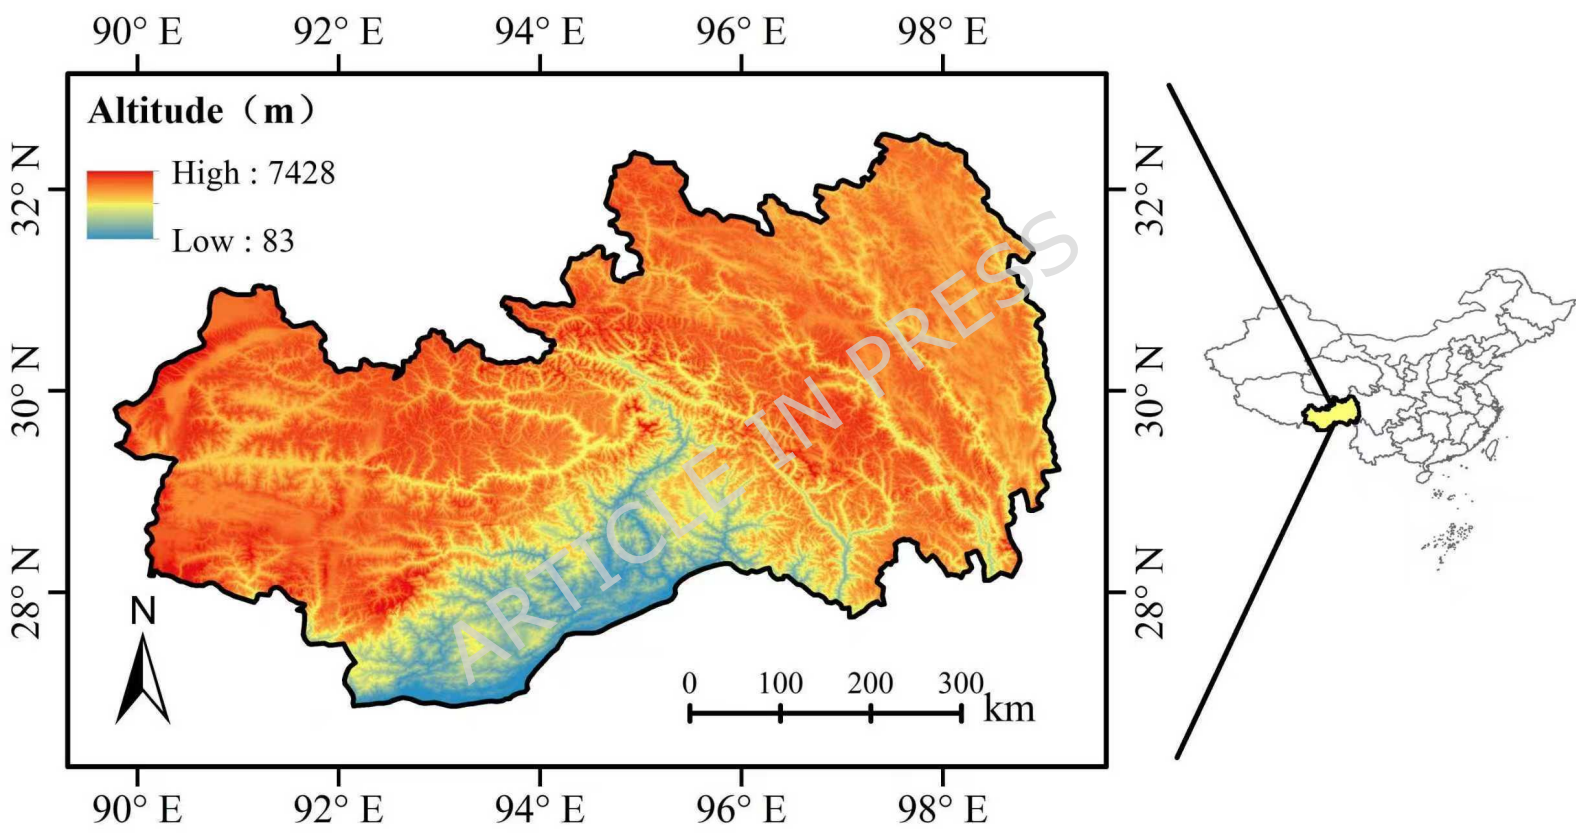 90° E 92° E 94° E 96° E 98° E
Altitude（m）
High : 7428
Low : 83
32° N
30° N
28° N
32° N
30° N
28° N
ARTICLE IN PRESS
N
0 100 200 300 km
90° E 92° E 94° E 96° E 98° E